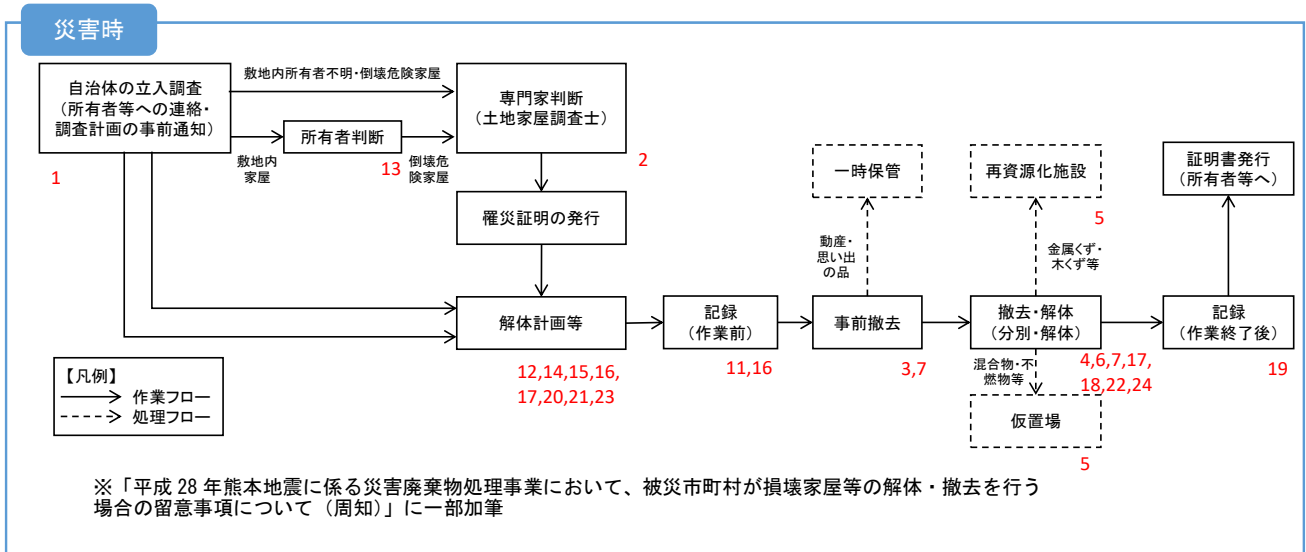 災害時
自治体の立入調査
(所有者等への連絡・
調査計画の事前通知)
1
敷地内所有者不明・倒壊危険家屋
敷地内
家屋
所有者判断
13
倒壊危
険家屋
専門家判断
(土地家屋調査士)
2
罹災証明の発行
解体計画等
12,14,15,16,
17,20,21,23
記録
(作業前)
11,16
一時保管
動産・
思い出
の品
事前撤去
3,7
再資源化施設
5
金属くず・
木くず等
撤去・解体
(分別・解体)
4,6,7,17,
18,22,24
混合物・不
燃物等
仮置場
5
証明書発行
(所有者等へ)
記録
(作業終了後)
19
【凡例】
作業フロー
処理フロー
※「平成 28 年熊本地震に係る災害廃棄物処理事業において、被災市町村が損壊家屋等の解体・撤去を行う
場合の留意事項について(周知)」に一部加筆